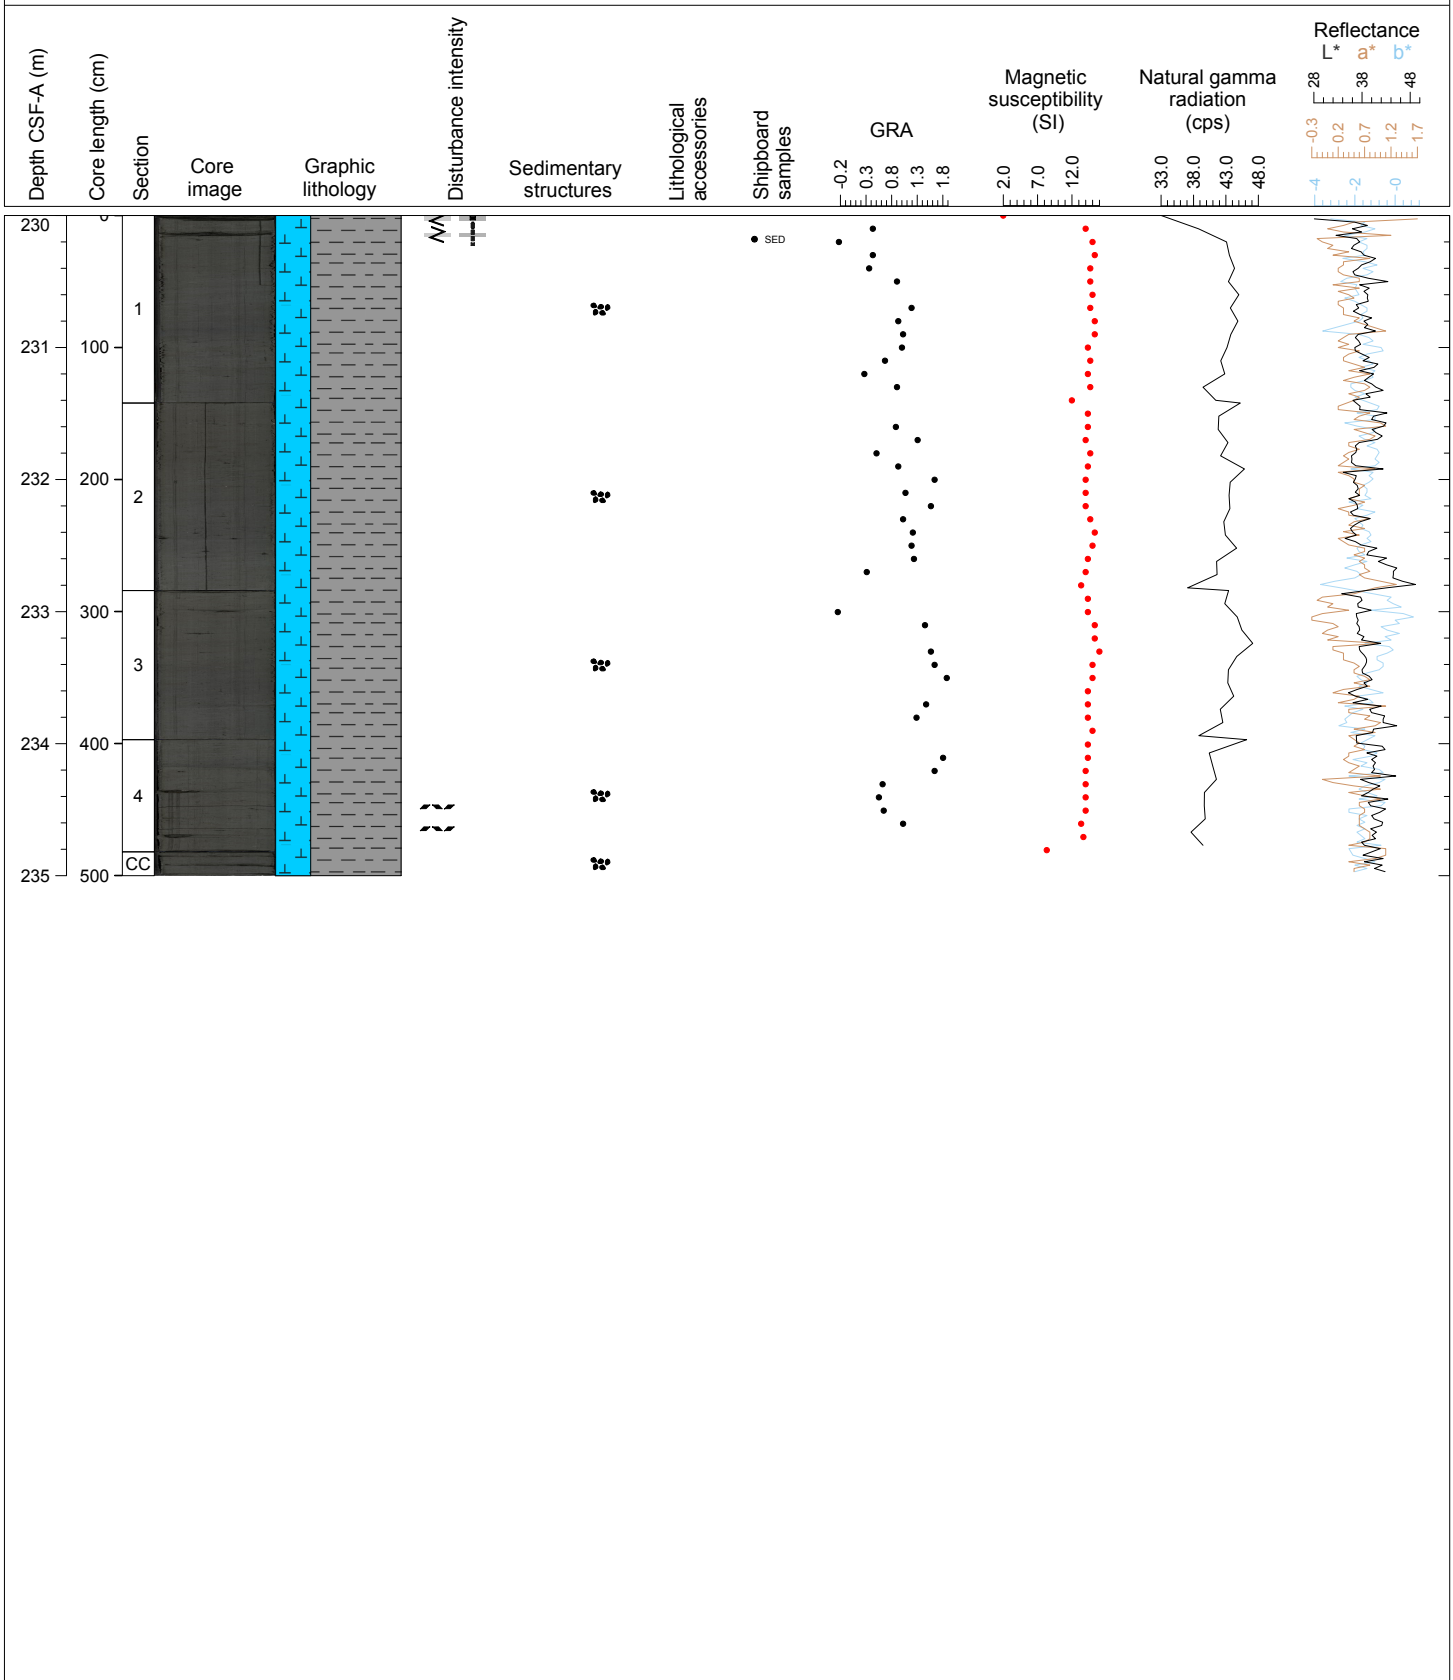 Depth CSF-A (m)
Core length (cm)
Section
Core
image
Graphic
lithology
Disturbance intensity
Sedimentary
structures
Lithological
accessories
Shipboard
samples
GRA
-0.2 0.3 0.8 1.3 1.8
Magnetic
susceptibility
(SI)
2.0 7.0 12.0
Natural gamma
radiation
(cps)
33.0 38.0 43.0 48.0
Reflectance
L* a* b*
28 38 48
-0.3 0.2 0.7 1.2 1.7
-4 -2 -0
230 0
SED
1
231 100
2
232 200
233 300
3
234 400
4
CC
235 500